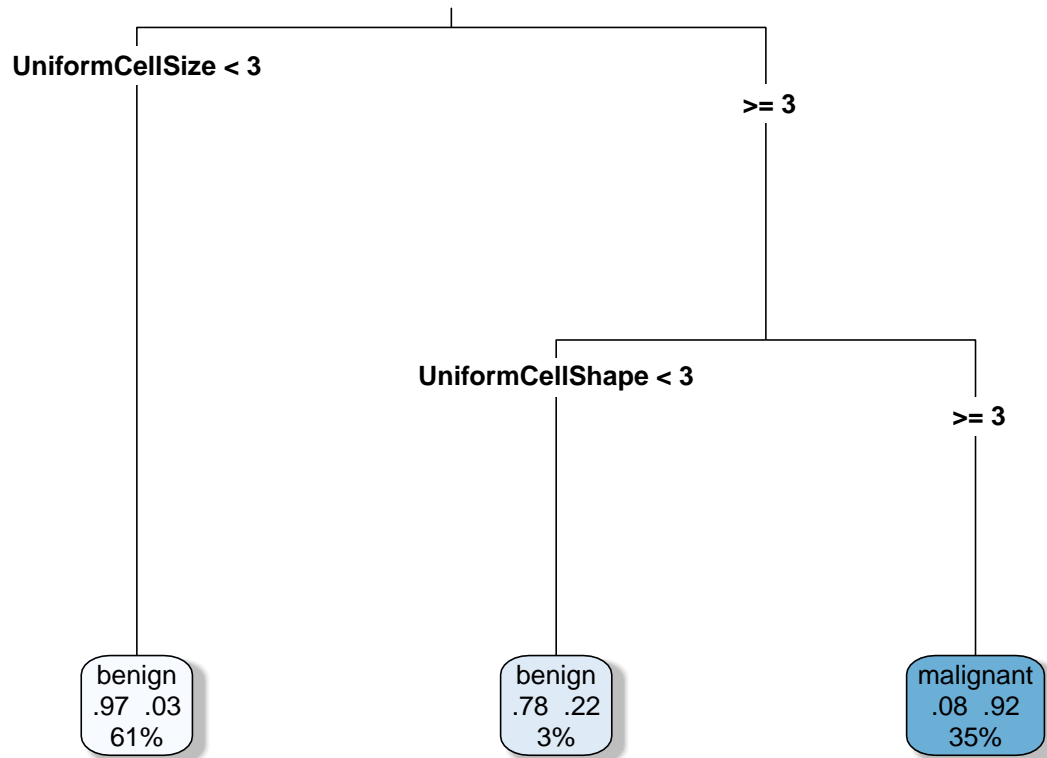 UniformCellSize < 3
>= 3
UniformCellShape < 3
>= 3
benign
.97 .03
61%
benign
.78 .22
3%
malignant
.08 .92
35%